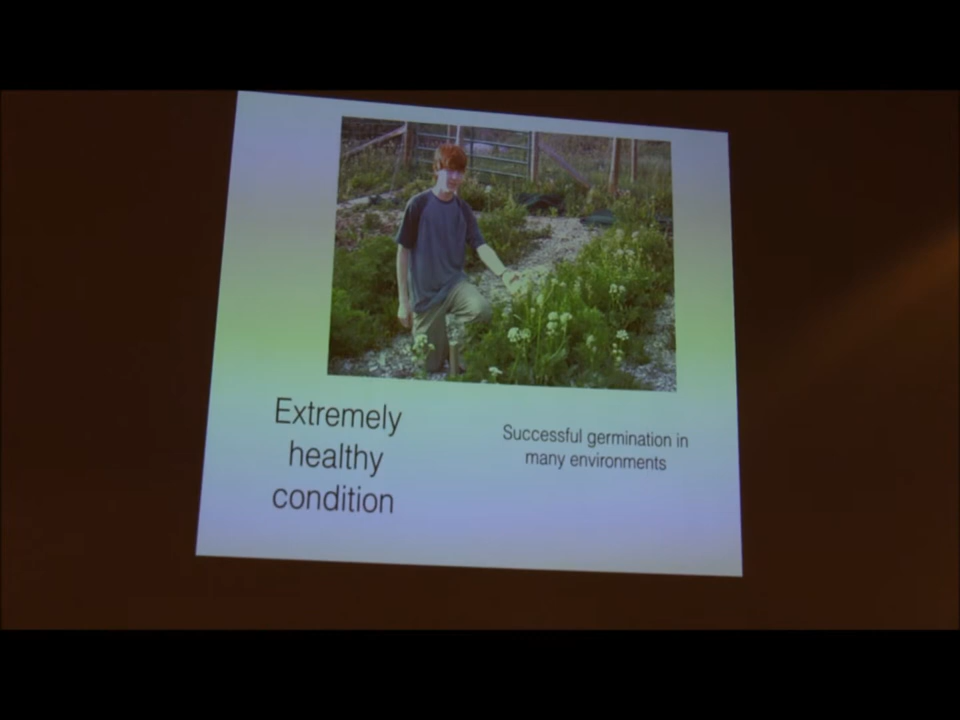 Extremely
healthy
condition
Successful germination in
many environments